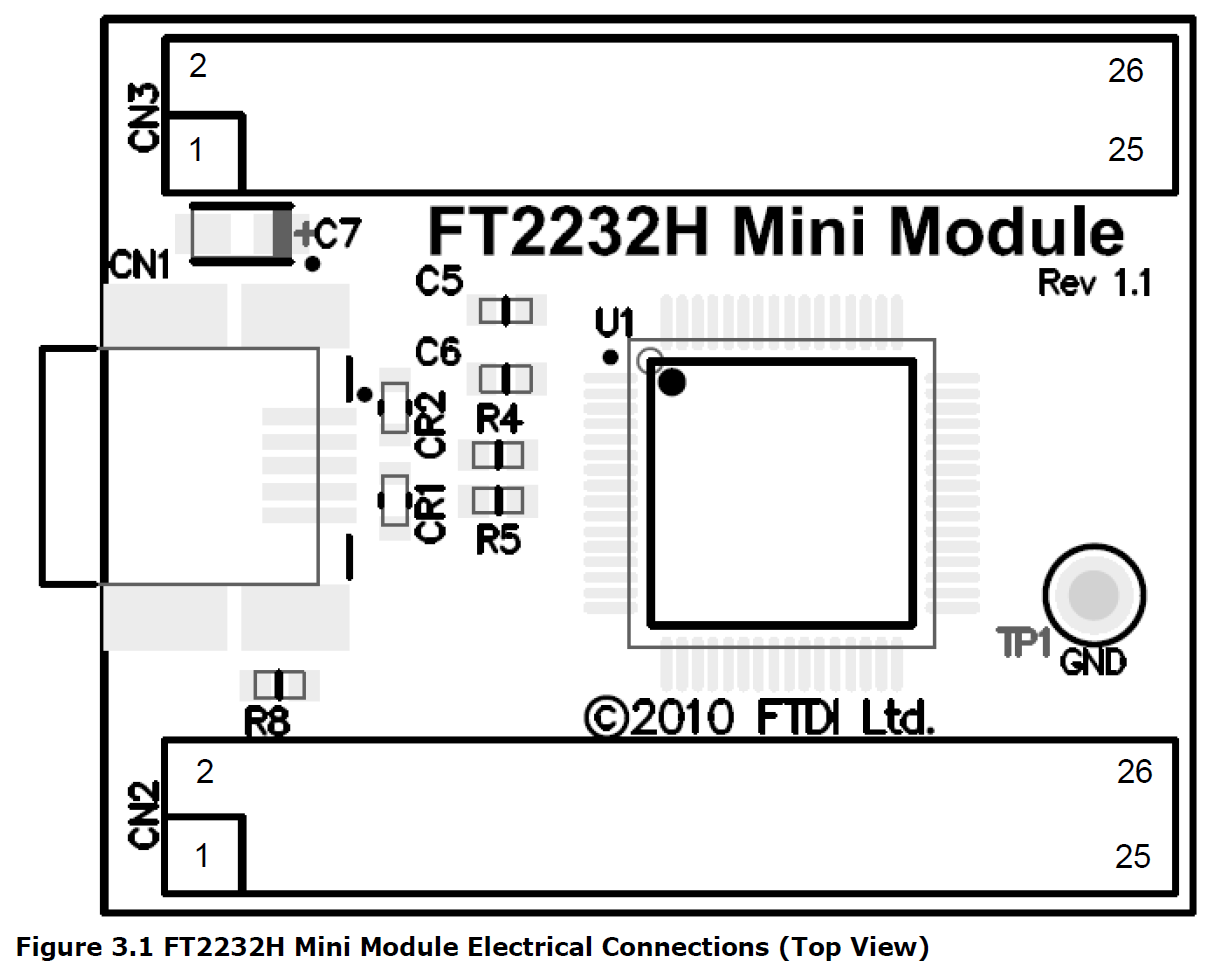 CN3
2
26
1
25
FT2232H Mini Module
Rev 1.1
+C7
CN1
C5
U1
C6
R4
CR2
CR1
R5
TP1
GND
R8
©2010 FTDI Ltd.
CN2
2
26
1
25
Figure 3.1 FT2232H Mini Module Electrical Connections (Top View)